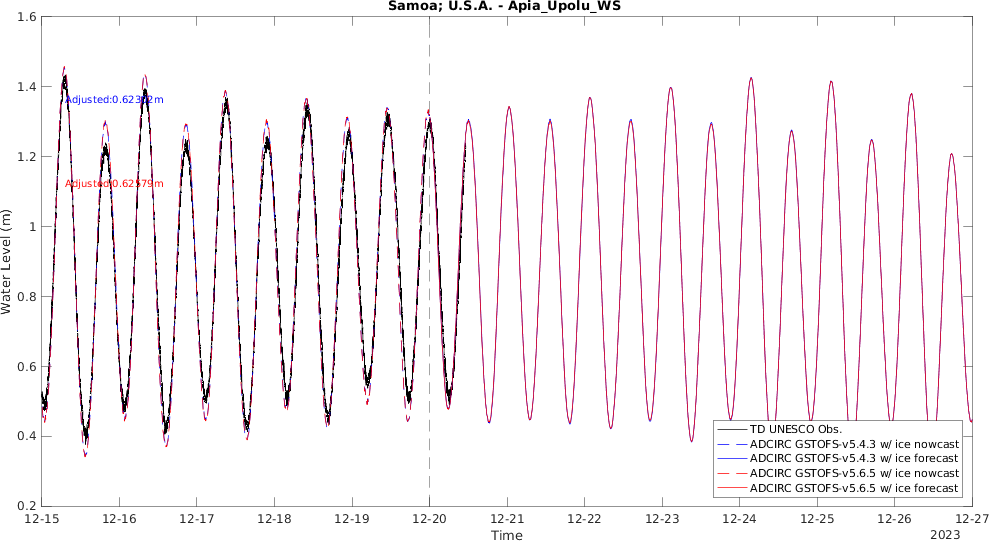 Samoa; U.S.A. - Apia_Upolu_WS
Water Level (m)
1.6
1.4
1.2
1
0.8
0.6
0.4
0.2
Adjusted:0.62302m
Adjusted:0.62579m
TD UNESCO Obs.
ADCIRC GSTOFS-v5.4.3 w/ ice nowcast
ADCIRC GSTOFS-v5.4.3 w/ ice forecast
ADCIRC GSTOFS-v5.6.5 w/ ice nowcast
ADCIRC GSTOFS-v5.6.5 w/ ice forecast
12-15 12-16 12-17 12-18 12-19 12-20 12-21 12-22 12-23 12-24 12-25 12-26 12-27
Time
2023